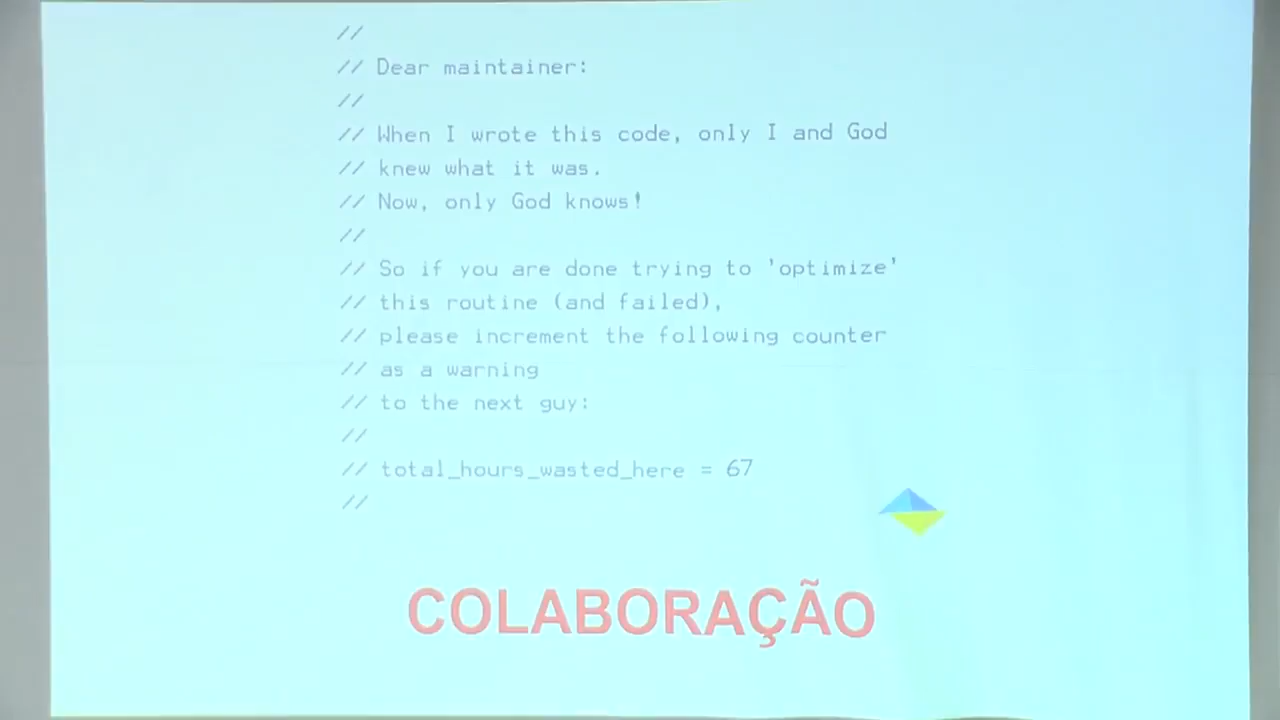 //
// Dear maintainer:
//
// When I wrote this code, only I and God
// knew what it was.
// Now, only God knows!
//
// So if you are done trying to 'optimize'
// this routine (and failed),
// please increment the following counter
// as a warning
// to the next guy:
//
// total_hours_wasted_here = 67
//
COLABORAÇÃO